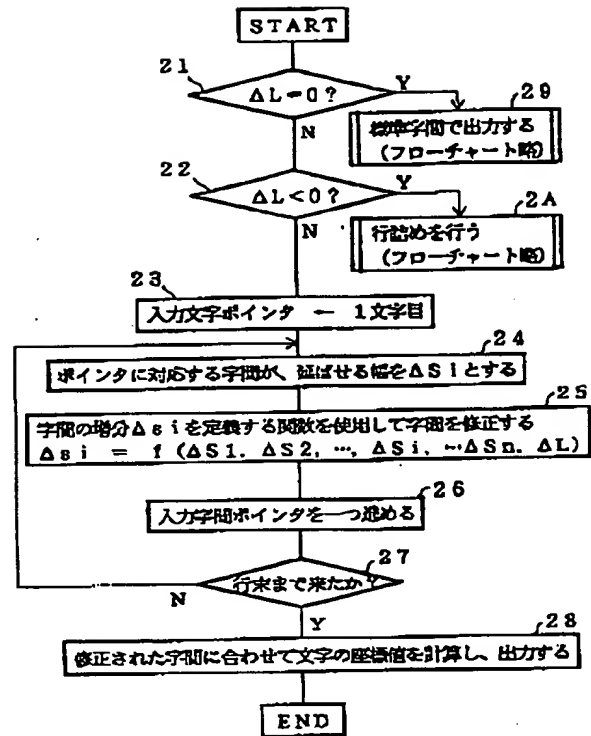 START
21
ΔL=0?
Y
29
N
標準字間で出力する
(フローチャート略)
22
ΔL<0?
Y
2A
N
行詰めを行う
(フローチャート略)
23
入力文字ポインタ ← 1文字目
24
ポインタに対応する字間が、延ばせる幅をΔSiとする
25
字間の増分Δsiを定義する関数を使用して字間を修正する
Δsi = f (ΔS1. ΔS2, …, ΔSi, …ΔSn. ΔL)
26
入力字間ポインタを一つ進める
27
行末まで来たか?
N
Y
28
修正された字間に合わせて文字の座標値を計算し、出力する
END